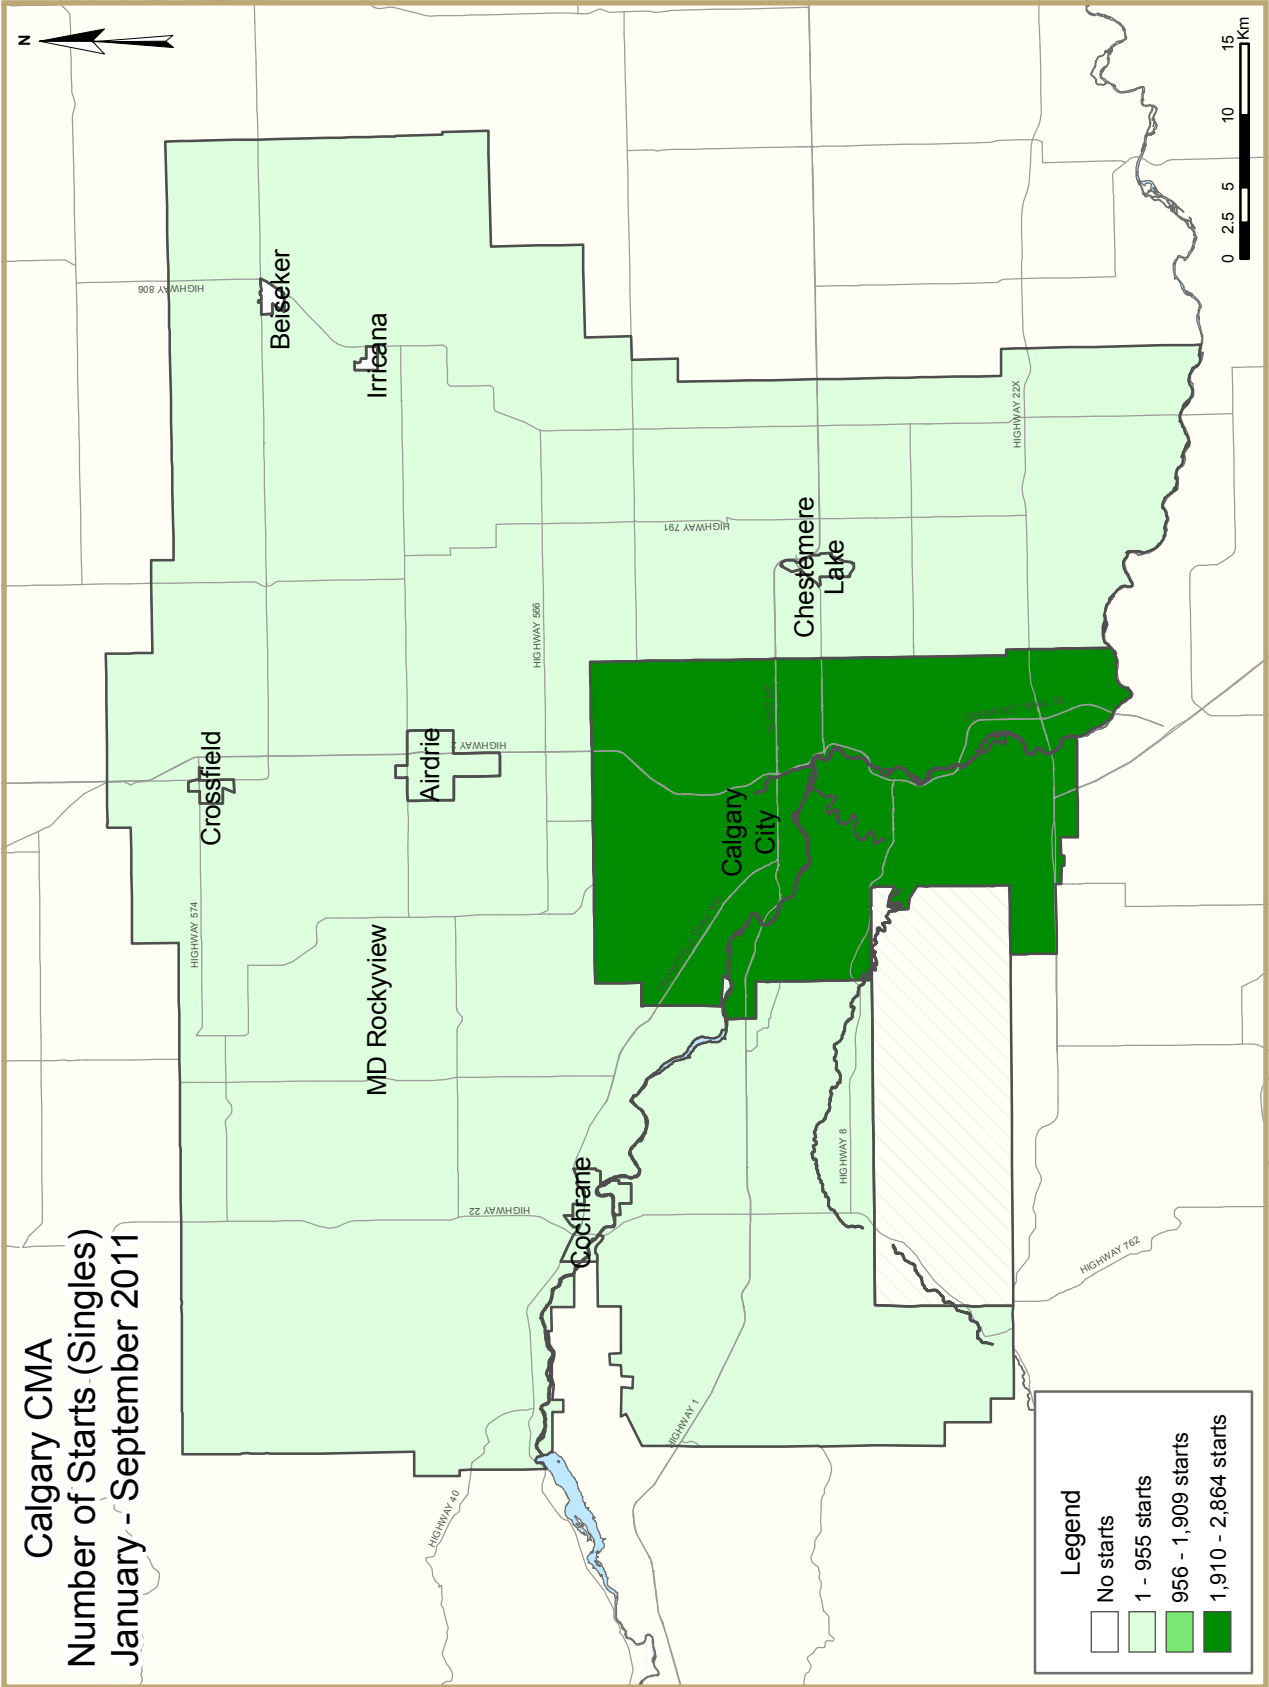 Calgary CMA
Number of Starts (Singles)
January - September 2011
N
HIGHWAY 806
Beiseker
Irricana
Crossfield
HIGHWAY 574
Airdrie
HIGHWAY 2
HIGHWAY 566
HIGHWAY 791
MD Rockyview
HIGHWAY 22
Cochrane
HIGHWAY 40
HIGHWAY 1
Calgary
City
Chestemere
Lake
HIGHWAY 22X
HIGHWAY 8
HIGHWAY 762
Legend
No starts
1 - 955 starts
956 - 1,909 starts
1,910 - 2,864 starts
0 2.5 5 10 15
Km